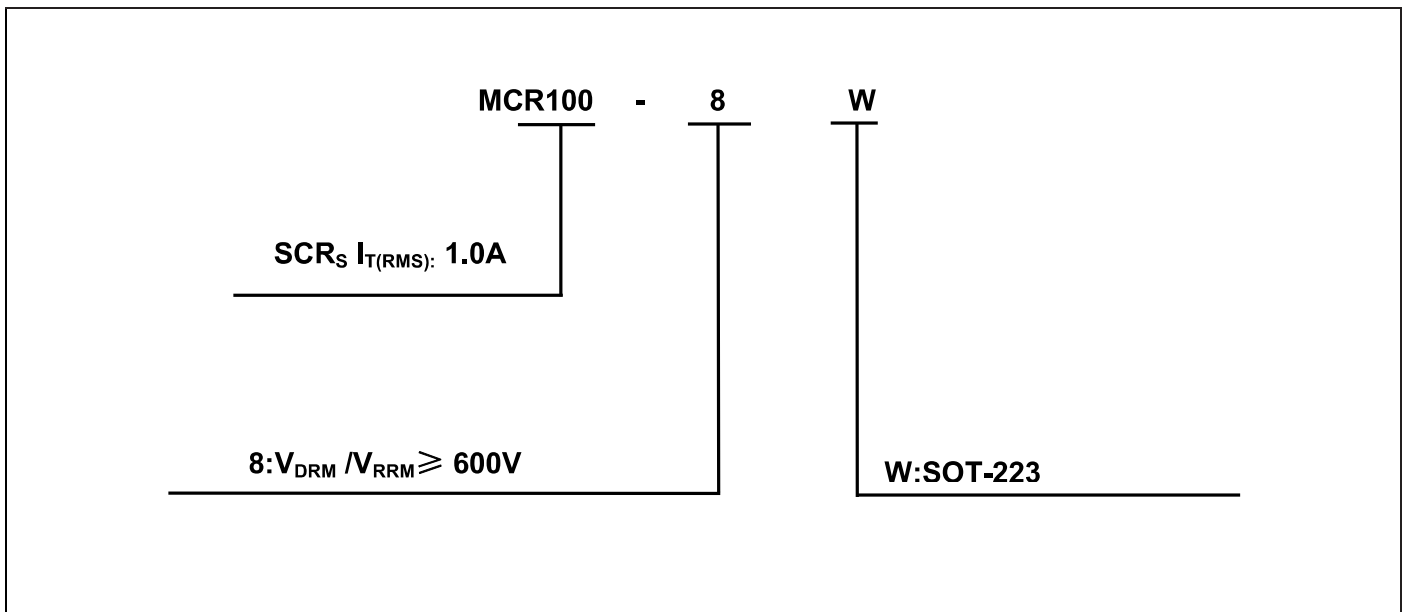 MCR100 - 8 W
SCRS IT(RMS): 1.0A
8:VDRM /VRRM⩾ 600V
W:SOT-223